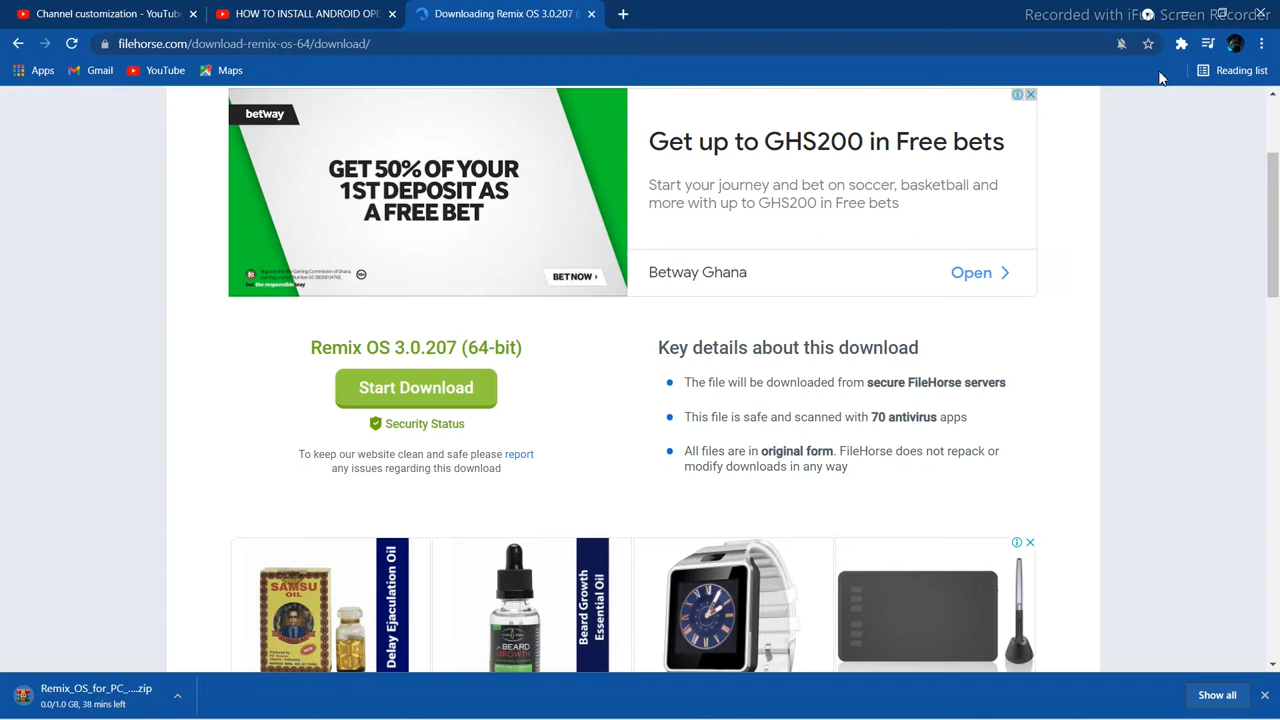 Channel customization - YouTube
HOW TO INSTALL ANDROID OPE
Downloading Remix OS 3.0.207 (
Recorded with iFun Screen Recorder
filehorse.com/download-remix-os-64/download/
Apps
Gmail
YouTube
Maps
Reading list
betway
GET 50% OF YOUR
1ST DEPOSIT AS
A FREE BET
BET NOW ›
Get up to GHS200 in Free bets
Start your journey and bet on soccer, basketball and
more with up to GHS200 in Free bets
Betway Ghana
Open
Remix OS 3.0.207 (64-bit)
Start Download
Security Status
To keep our website clean and safe please report
any issues regarding this download
Key details about this download
The file will be downloaded from secure FileHorse servers
This file is safe and scanned with 70 antivirus apps
All files are in original form. FileHorse does not repack or
modify downloads in any way
SAMSU
OIL
Delay Ejaculation Oil
BEARD
GROWTH
Beard Growth
Essential Oil
Remix_OS_for_PC_....zip
0.0/1.0 GB, 38 mins left
Show all